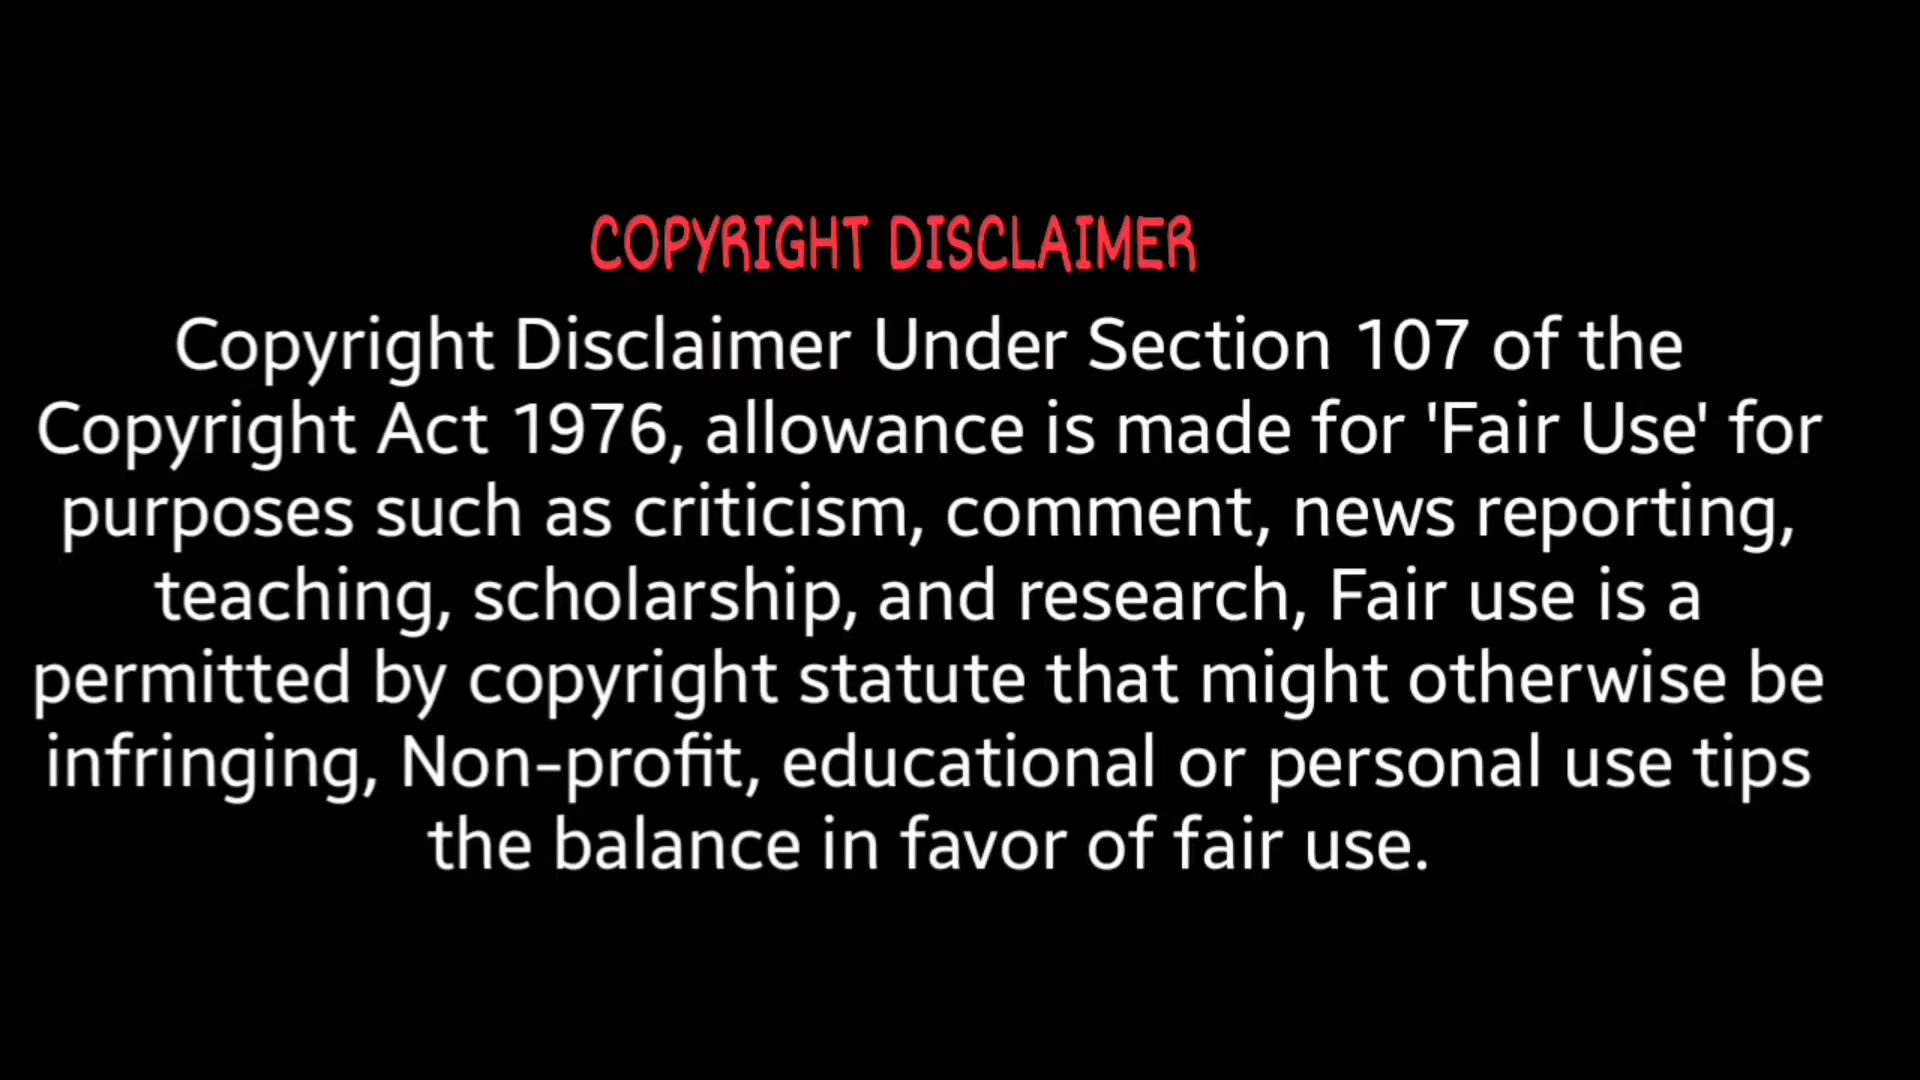 COPYRIGHT DISCLAIMER
Copyright Disclaimer Under Section 107 of the
Copyright Act 1976, allowance is made for 'Fair Use' for
purposes such as criticism, comment, news reporting,
teaching, scholarship, and research, Fair use is a
permitted by copyright statute that might otherwise be
infringing, Non-profit, educational or personal use tips
the balance in favor of fair use.